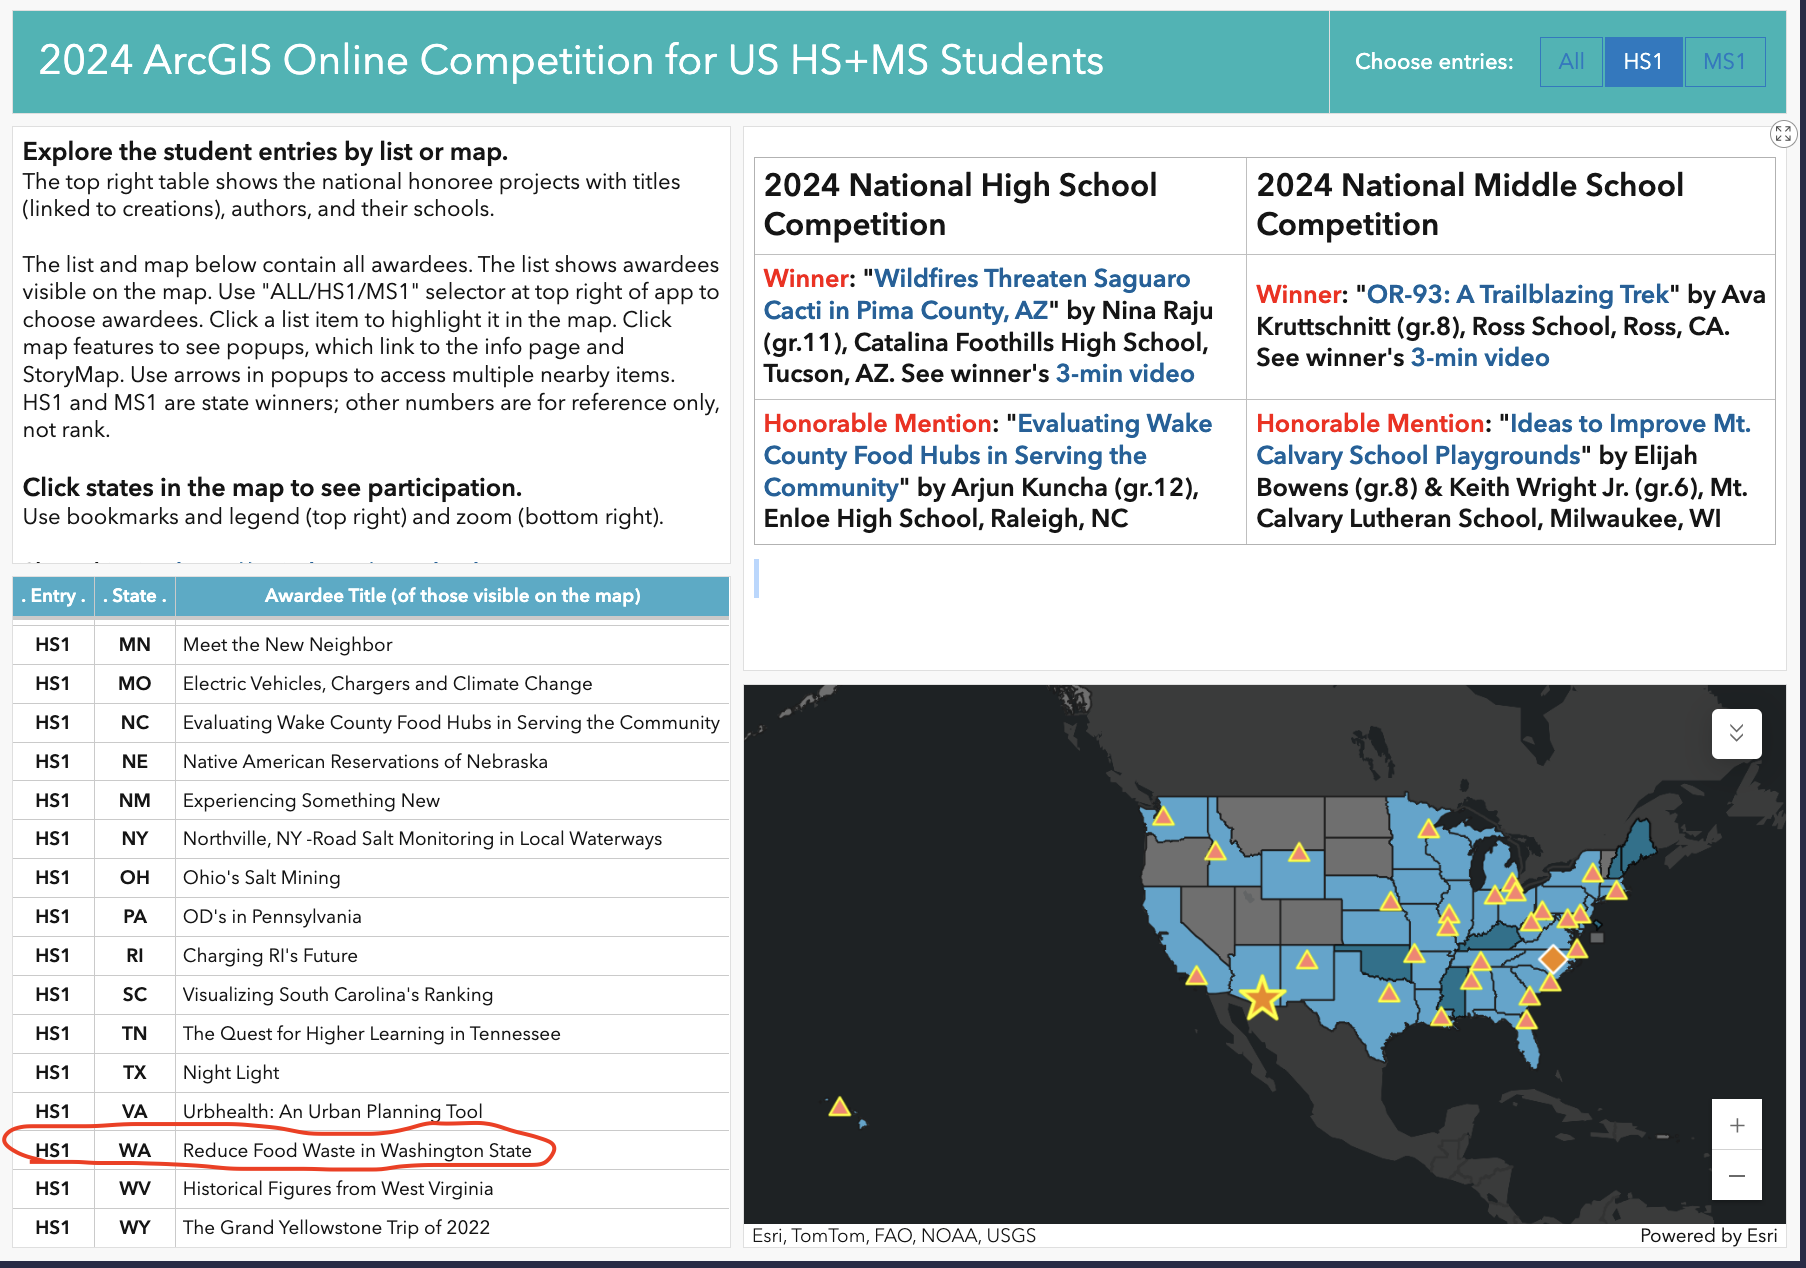 2024 ArcGIS Online Competition for US HS+MS Students
Choose entries:
All
HS1
MS1
Explore the student entries by list or map.
The top right table shows the national honoree projects with titles
(linked to creations), authors, and their schools.
The list and map below contain all awardees. The list shows awardees
visible on the map. Use "ALL/HS1/MS1" selector at top right of app to
choose awardees. Click a list item to highlight it in the map. Click
map features to see popups, which link to the info page and
StoryMap. Use arrows in popups to access multiple nearby items.
HS1 and MS1 are state winners; other numbers are for reference only,
not rank.
Click states in the map to see participation.
Use bookmarks and legend (top right) and zoom (bottom right).
2024 National High School
Competition
2024 National Middle School
Competition
Winner: "Wildfires Threaten Saguaro
Cacti in Pima County, AZ" by Nina Raju
(gr.11), Catalina Foothills High School,
Tucson, AZ. See winner's 3-min video
Winner: "OR-93: A Trailblazing Trek" by Ava
Kruttschnitt (gr.8), Ross School, Ross, CA.
See winner's 3-min video
Honorable Mention: "Evaluating Wake
County Food Hubs in Serving the
Community" by Arjun Kuncha (gr.12),
Enloe High School, Raleigh, NC
Honorable Mention: "Ideas to Improve Mt.
Calvary School Playgrounds" by Elijah
Bowens (gr.8) & Keith Wright Jr. (gr.6), Mt.
Calvary Lutheran School, Milwaukee, WI
. Entry . . State . Awardee Title (of those visible on the map)
HS1 MN Meet the New Neighbor
HS1 MO Electric Vehicles, Chargers and Climate Change
HS1 NC Evaluating Wake County Food Hubs in Serving the Community
HS1 NE Native American Reservations of Nebraska
HS1 NM Experiencing Something New
HS1 NY Northville, NY -Road Salt Monitoring in Local Waterways
HS1 OH Ohio's Salt Mining
HS1 PA OD's in Pennsylvania
HS1 RI Charging RI's Future
HS1 SC Visualizing South Carolina's Ranking
HS1 TN The Quest for Higher Learning in Tennessee
HS1 TX Night Light
HS1 VA Urbhealth: An Urban Planning Tool
HS1 WA Reduce Food Waste in Washington State
HS1 WV Historical Figures from West Virginia
HS1 WY The Grand Yellowstone Trip of 2022
Esri, TomTom, FAO, NOAA, USGS
Powered by Esri